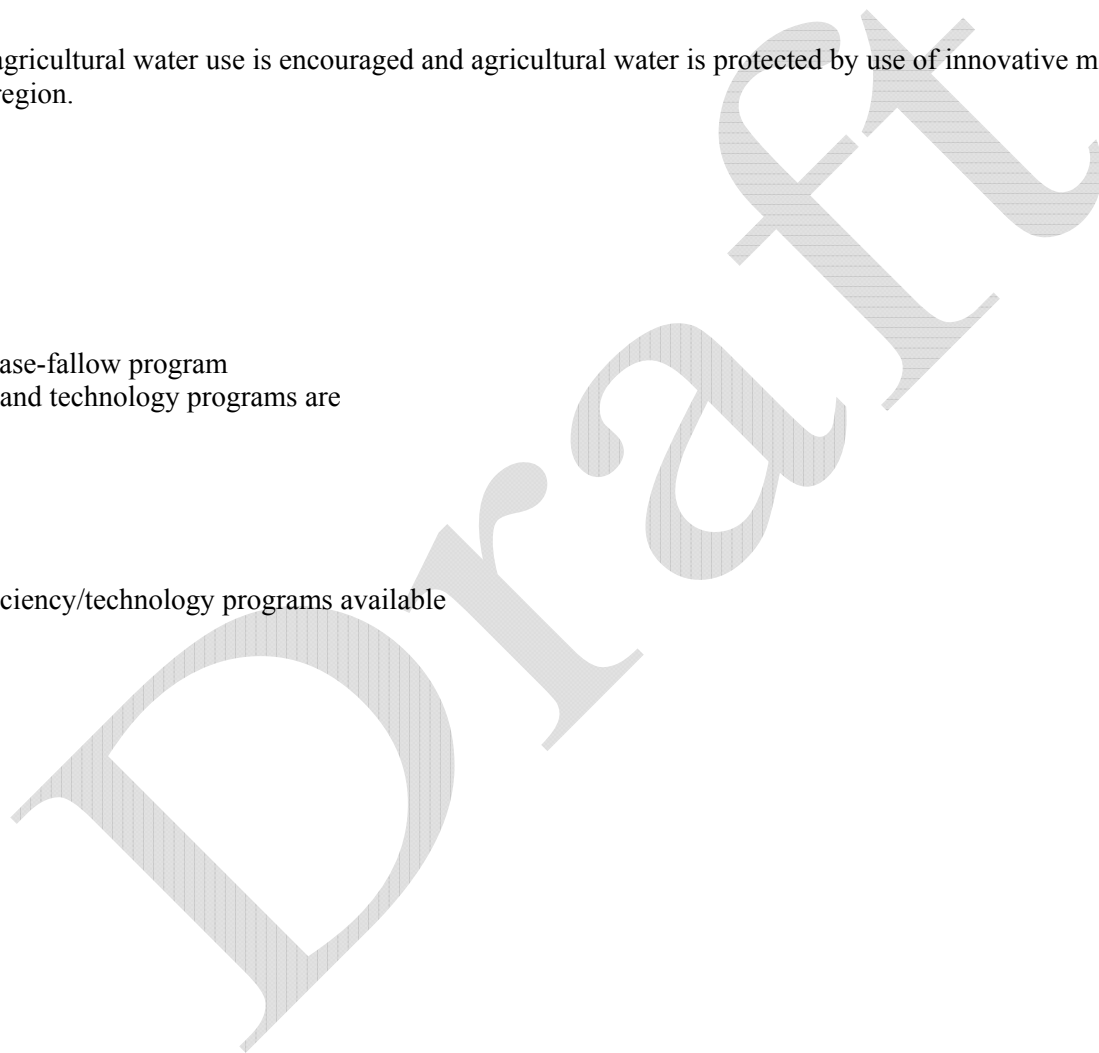 agricultural water use is encouraged and agricultural water is protected by use of innovative m
region.
ase-fallow program
and technology programs are
ciency/technology programs available
Draft